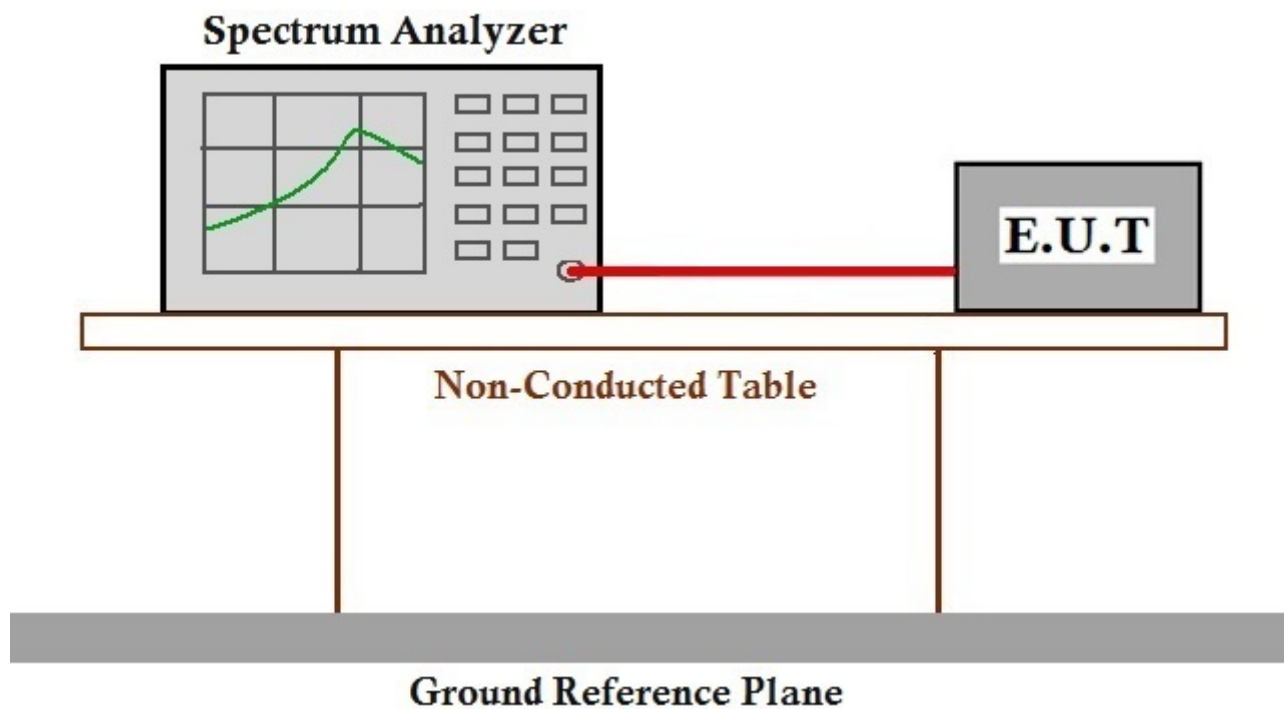 Spectrum Analyzer
E.U.T
Non-Conducted Table
Ground Reference Plane